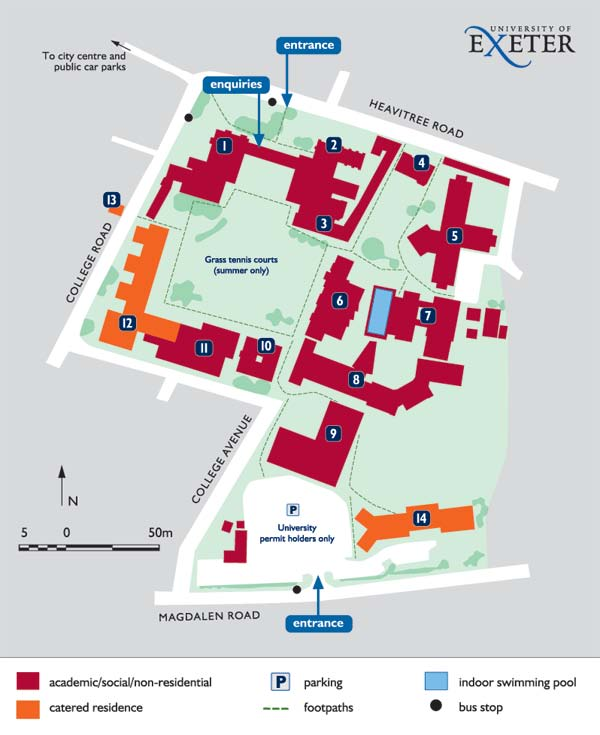 UNIVERSITY OF
EXETER
entrance
To city centre and
public car parks
enquiries
HEAVITREE ROAD
1
2
3
4
5
13
COLLEGE ROAD
Grass tennis courts
(summer only)
6
7
12
11
10
8
9
COLLEGE AVENUE
N
5 0 50m
P
University
permit holders only
14
MAGDALEN ROAD
entrance
academic/social/non-residential
P parking
indoor swimming pool
catered residence
footpaths
bus stop